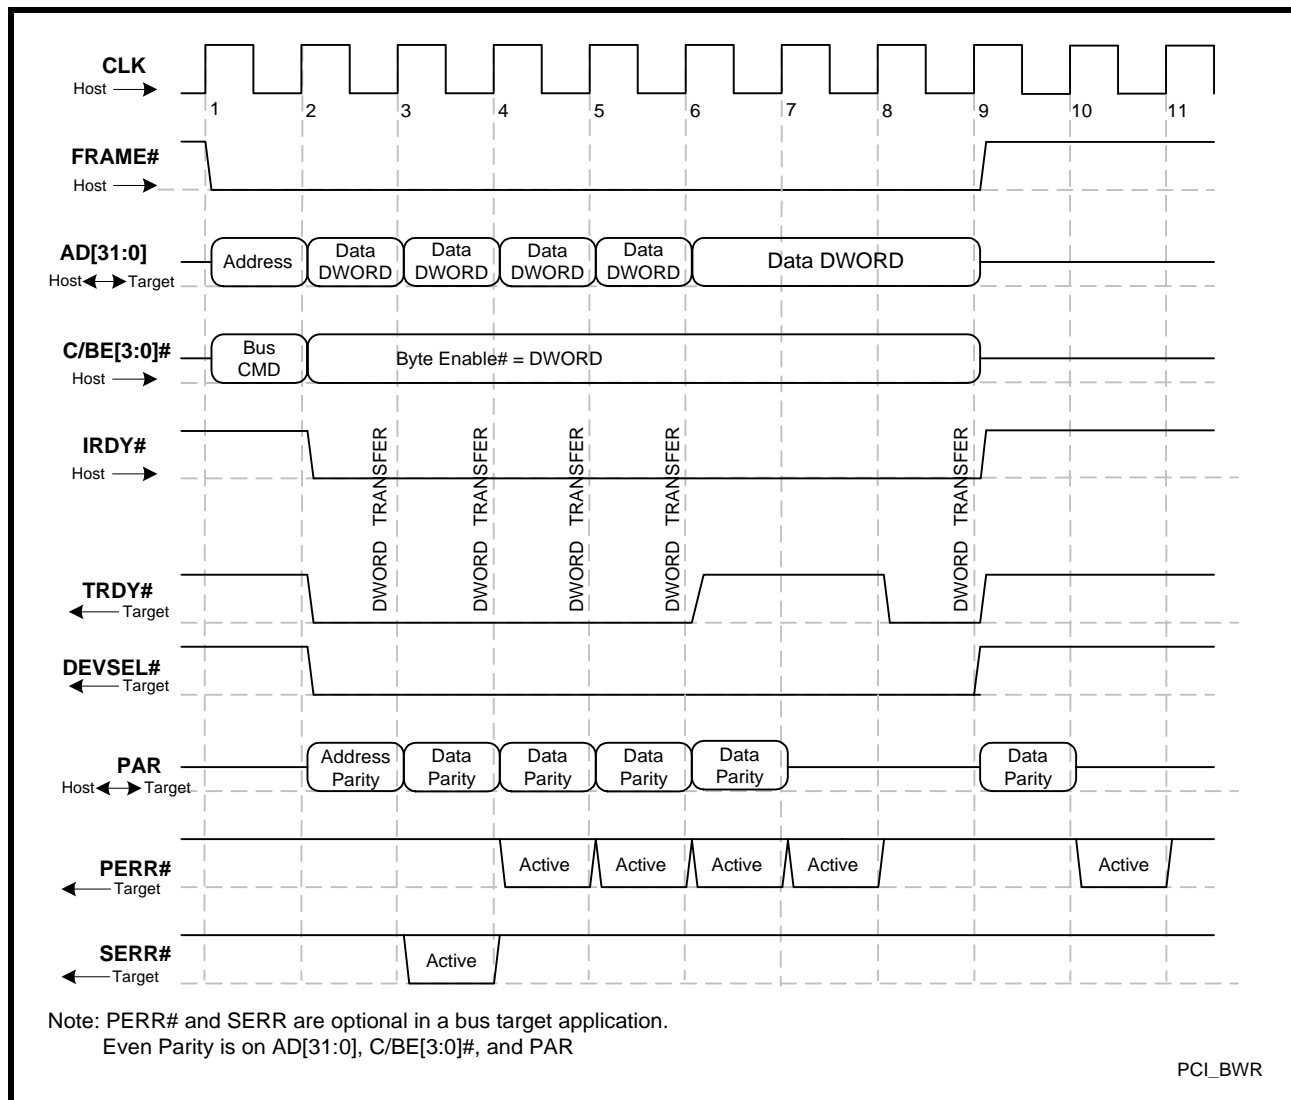 CLK
Host
1 2 3 4 5 6 7 8 9 10 11
FRAME#
Host
AD[31:0]
Host Target
Address
Data
DWORD
Data
DWORD
Data
DWORD
Data
DWORD
Data DWORD
C/BE[3:0]#
Host
Bus
CMD
Byte Enable# = DWORD
IRDY#
Host
DWORD TRANSFER
DWORD TRANSFER
DWORD TRANSFER
DWORD TRANSFER
DWORD TRANSFER
TRDY#
Target
DEVSEL#
Target
PAR
Host Target
Address
Parity
Data
Parity
Data
Parity
Data
Parity
Data
Parity
Data
Parity
PERR#
Target
Active
Active
Active
Active
Active
SERR#
Target
Active
Note: PERR# and SERR are optional in a bus target application.
Even Parity is on AD[31:0], C/BE[3:0]#, and PAR
PCI_BWR